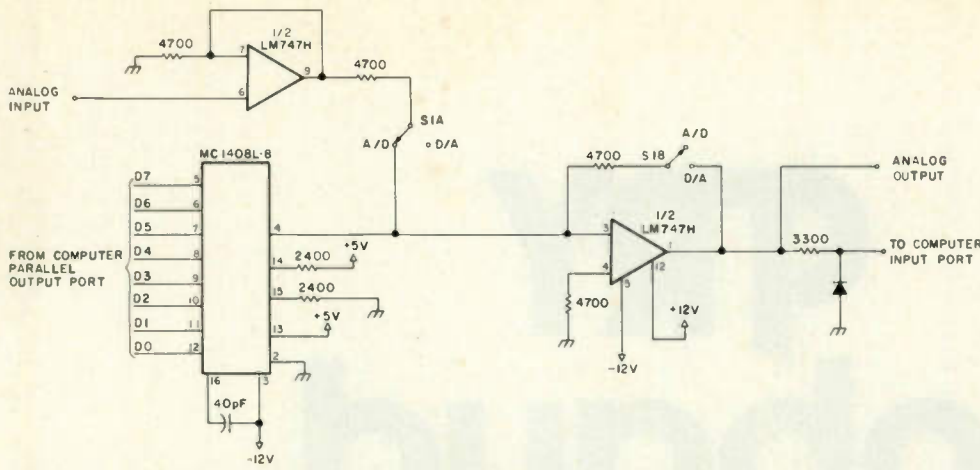 1/2
LM747H
4700
7
9
6
4700
ANALOG
INPUT
S1A
A/D
D/A
MC1408L-8
D7
5
D6
6
D5
7
D4
8
D3
9
D2
10
D1
11
D0
12
FROM COMPUTER
PARALLEL
OUTPUT PORT
4
14
2400
+5V
15
2400
+5V
13
2
16
3
40pF
-12V
A/D
4700
S1B
D/A
1/2
LM747H
3
1
12
4
5
4700
+12V
-12V
ANALOG
OUTPUT
3300
TO COMPUTER
INPUT PORT